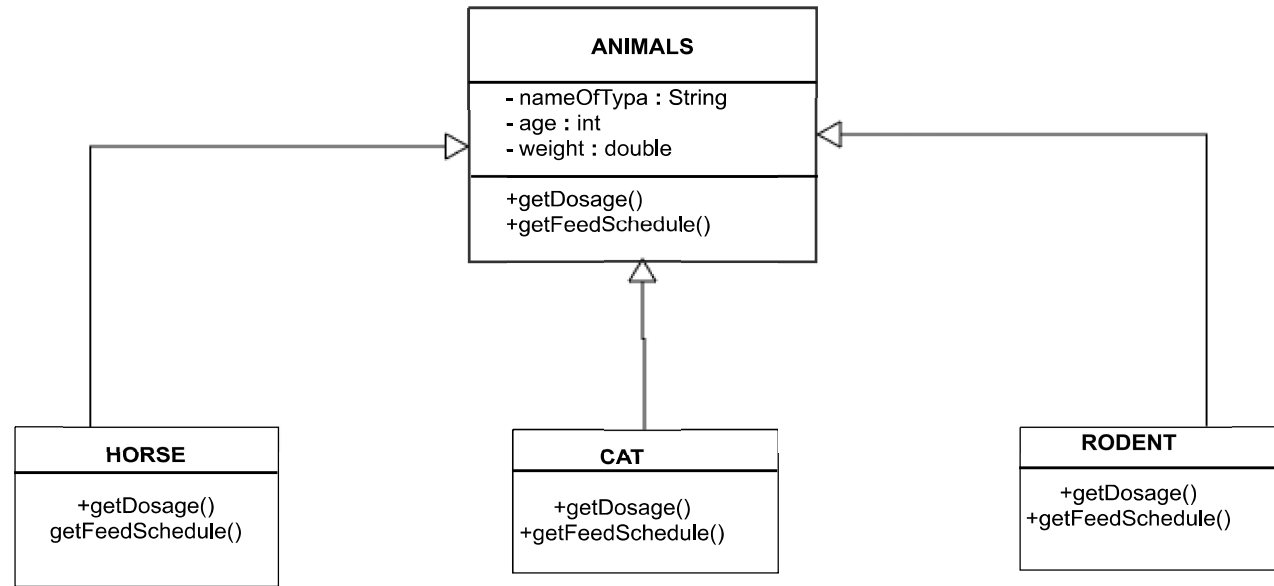 ANIMALS
- nameOfTypa : String
- age : int
- weight : double
+getDosage()
+getFeedSchedule()
HORSE
+getDosage()
getFeedSchedule()
CAT
+getDosage()
+getFeedSchedule()
RODENT
+getDosage()
+getFeedSchedule()